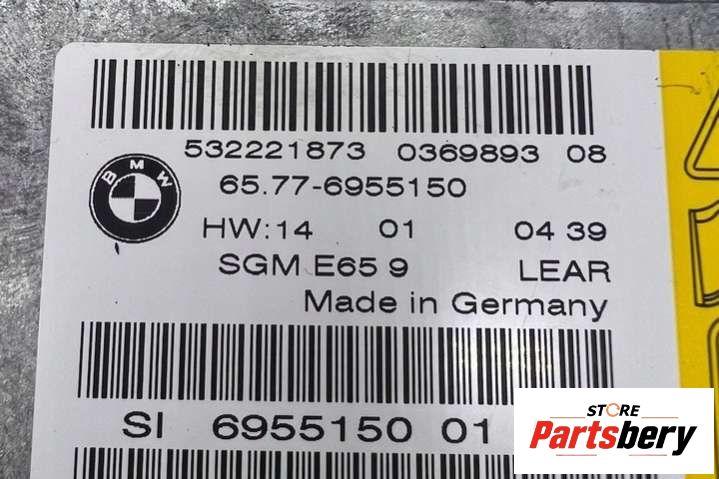 532221873 0369893 08
BMW
65.77-6955150
HW:14 01 04 39
SGM E65 9 LEAR
Made in Germany
SI 6955150 01
STORE
Partsbery